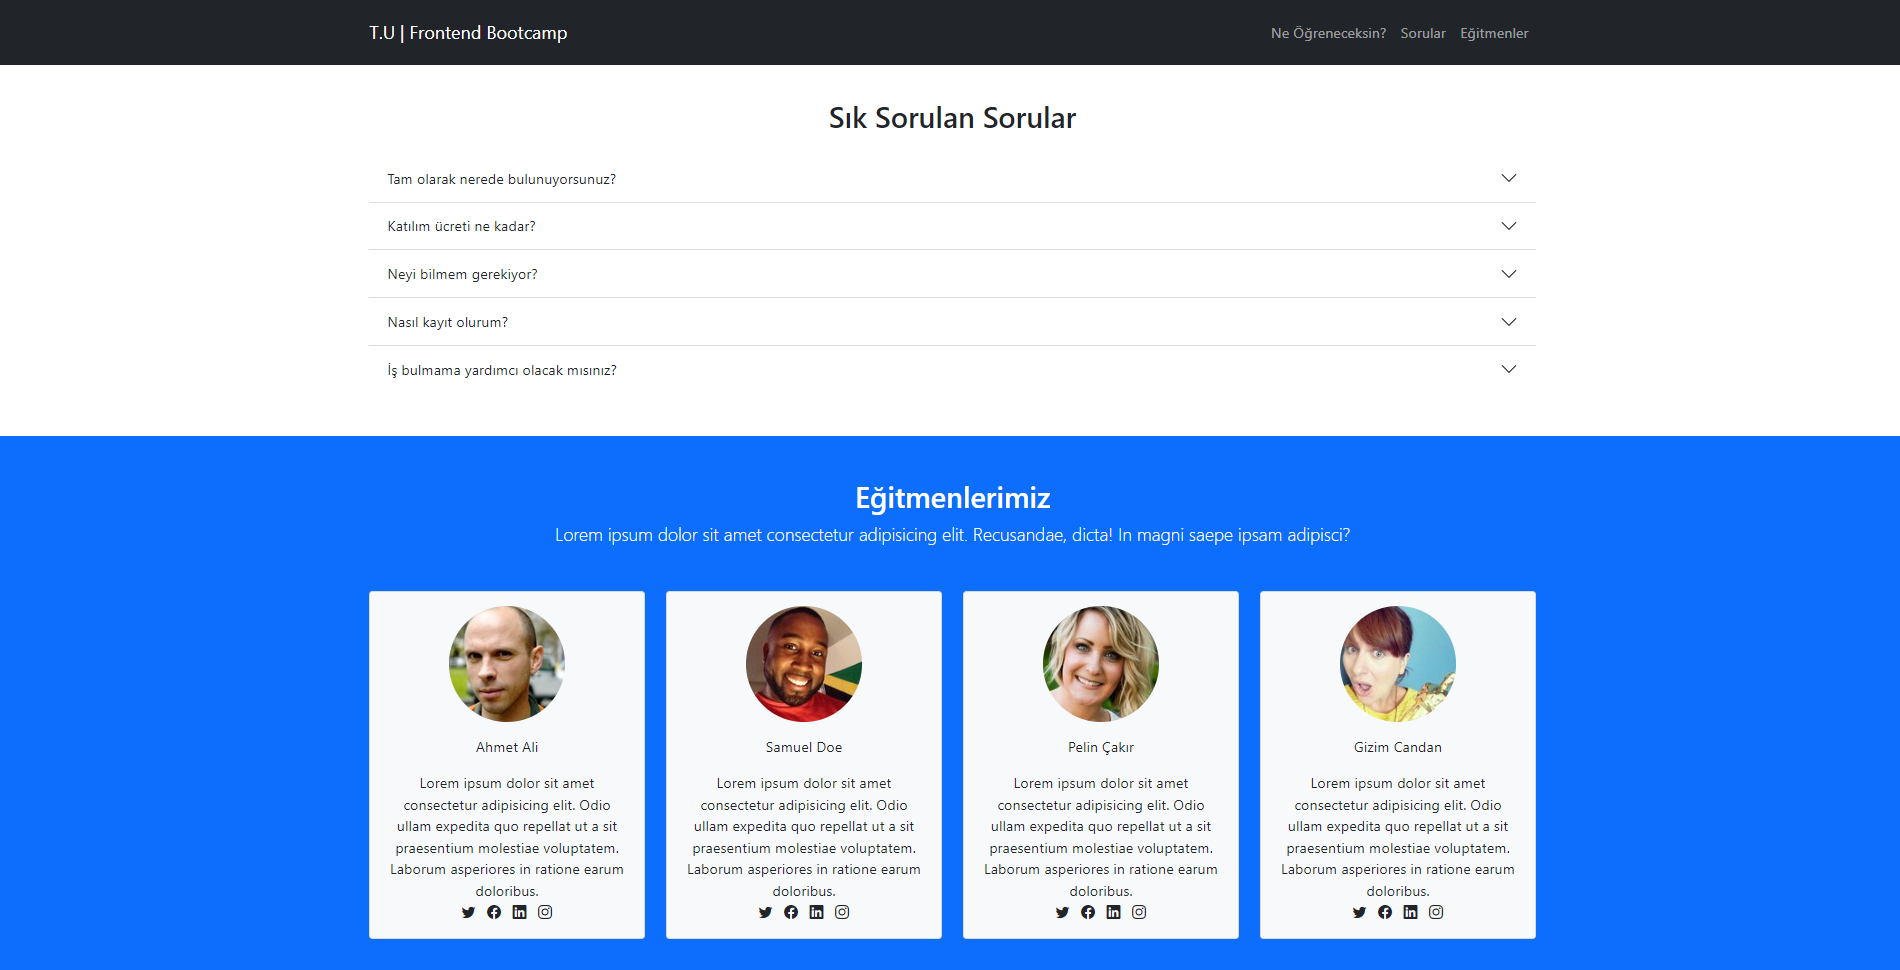 T.U | Frontend Bootcamp
Ne Öğreneceksin? Sorular Eğitmenler
Sık Sorulan Sorular
Tam olarak nerede bulunuyorsunuz?
Katılım ücreti ne kadar?
Neyi bilmem gerekiyor?
Nasıl kayıt olurum?
İş bulmama yardımcı olacak mısınız?
Eğitmenlerimiz
Lorem ipsum dolor sit amet consectetur adipisicing elit. Recusandae, dicta! In magni saepe ipsam adipisci?
Ahmet Ali
Lorem ipsum dolor sit amet
consectetur adipisicing elit. Odio
ullam expedita quo repellat ut a sit
praesentium molestiae voluptatem.
Laborum asperiores in ratione earum
doloribus.
Samuel Doe
Lorem ipsum dolor sit amet
consectetur adipisicing elit. Odio
ullam expedita quo repellat ut a sit
praesentium molestiae voluptatem.
Laborum asperiores in ratione earum
doloribus.
Pelin Çakır
Lorem ipsum dolor sit amet
consectetur adipisicing elit. Odio
ullam expedita quo repellat ut a sit
praesentium molestiae voluptatem.
Laborum asperiores in ratione earum
doloribus.
Gizim Candan
Lorem ipsum dolor sit amet
consectetur adipisicing elit. Odio
ullam expedita quo repellat ut a sit
praesentium molestiae voluptatem.
Laborum asperiores in ratione earum
doloribus.